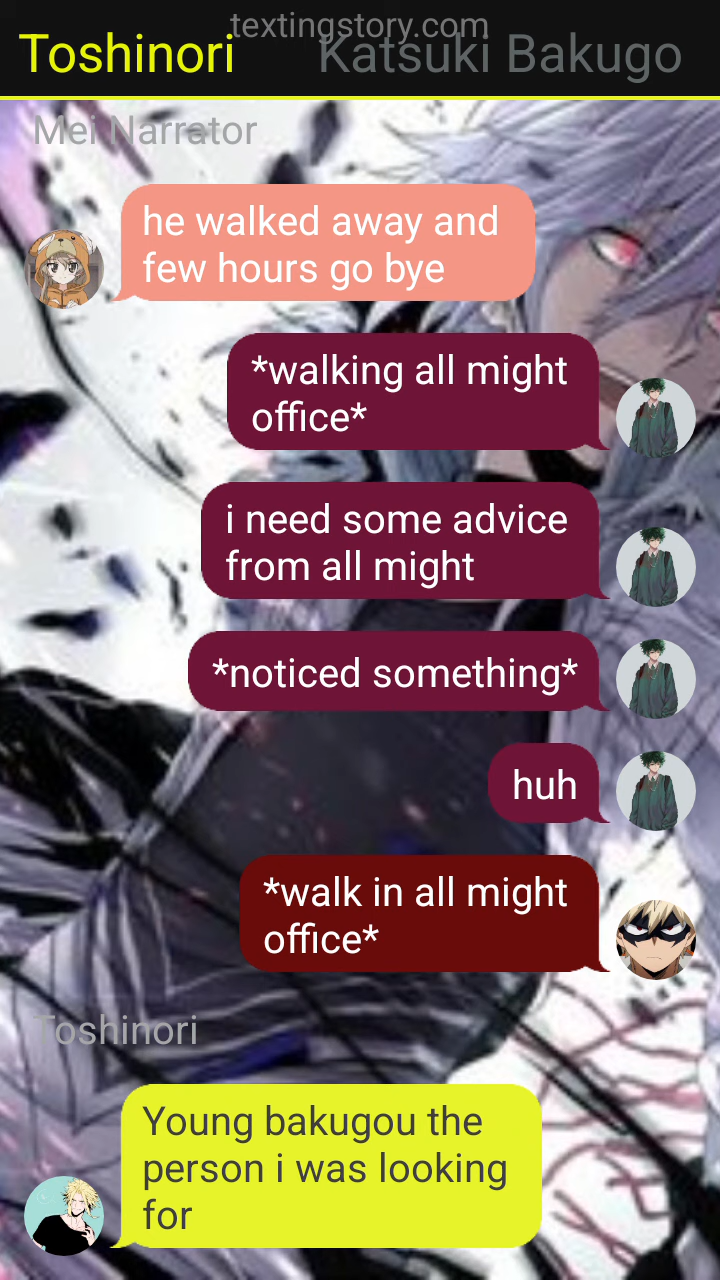 textingstory.com
Toshinori
Katsuki Bakugo
Mei Narrator
he walked away and
few hours go bye
*walking all might
office*
i need some advice
from all might
*noticed something*
huh
*walk in all might
office*
Toshinori
Young bakugou the
person i was looking
for